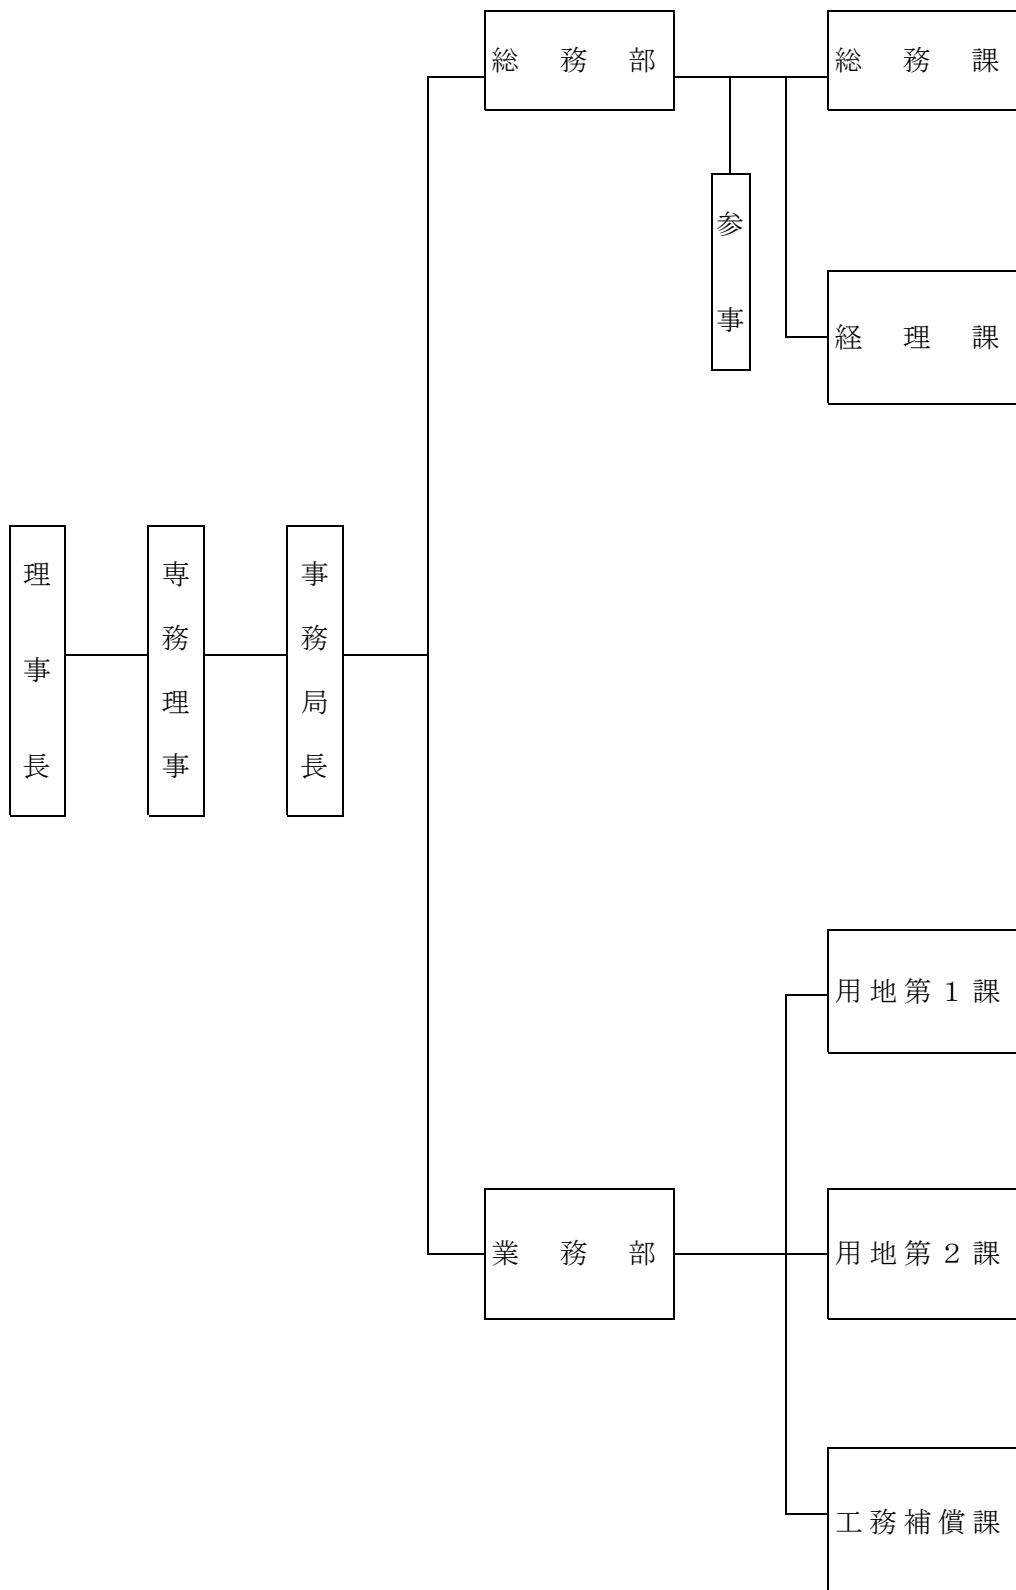 総務部
総務課
参事
経理課
理事長
専務理事
事務局長
用地第１課
業務部
用地第２課
工務補償課